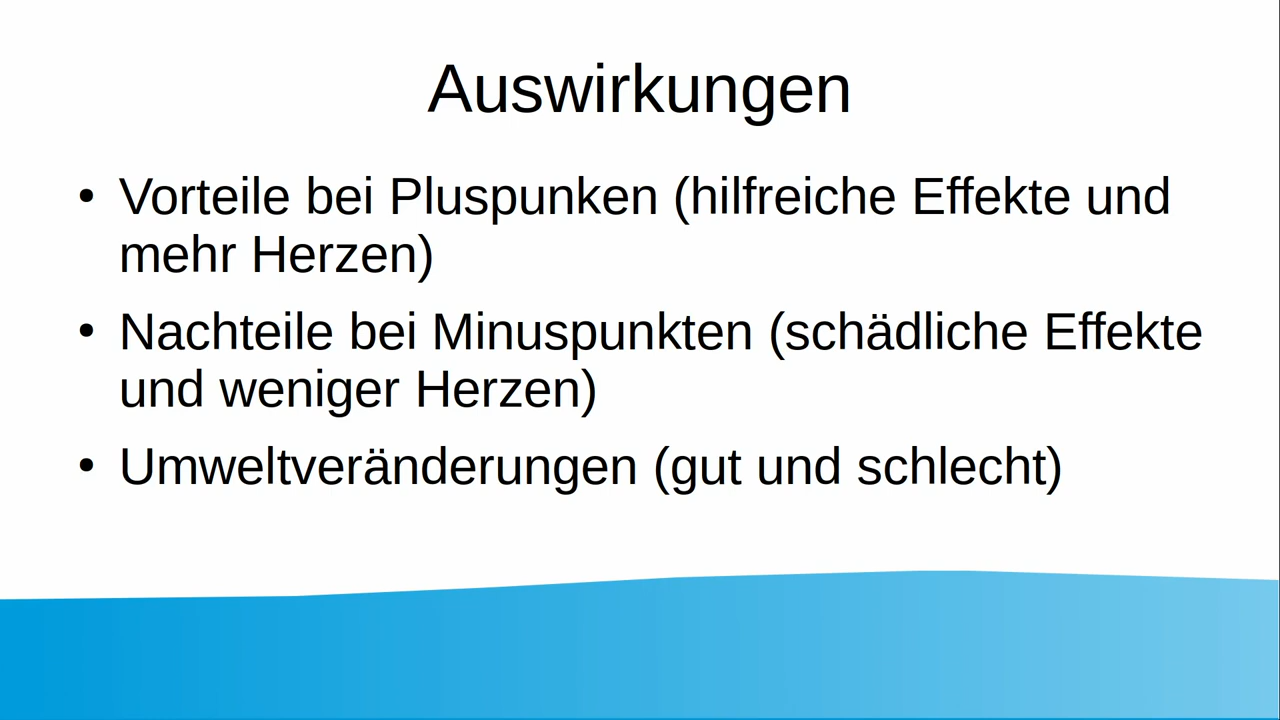 Auswirkungen
• Vorteile bei Pluspunken (hilfreiche Effekte und
mehr Herzen)
• Nachteile bei Minuspunkten (schädliche Effekte
und weniger Herzen)
• Umweltveränderungen (gut und schlecht)